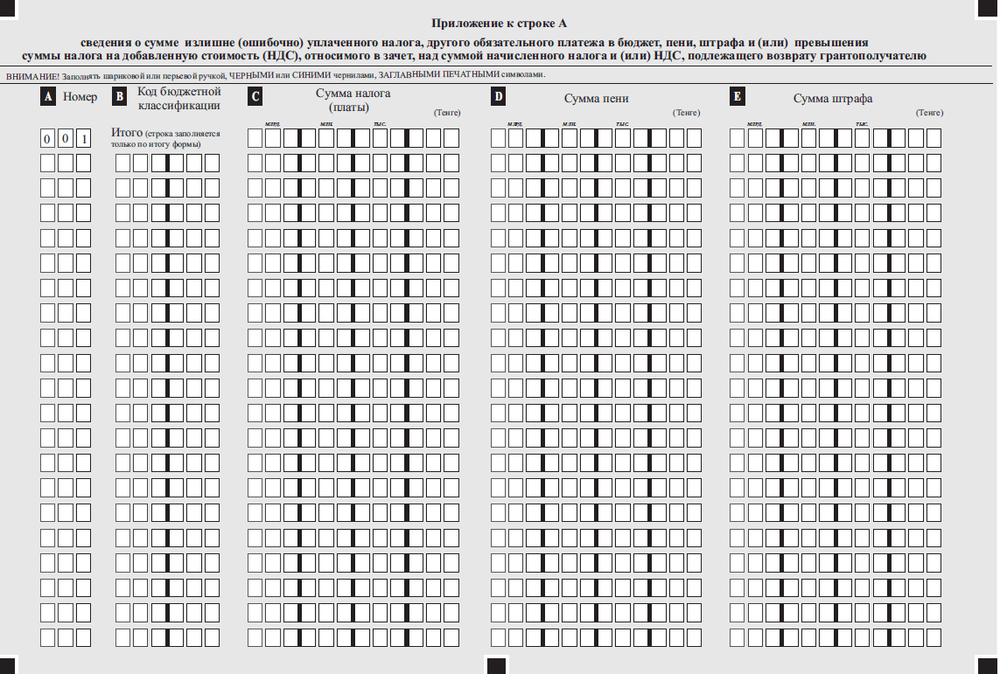 Приложение к строке А
сведения о сумме излишне (ошибочно) уплаченного налога, другого обязательного платежа в бюджет, пени, штрафа и (или) превышения
суммы налога на добавленную стоимость (НДС), относимого в зачет, над суммой начисленного налога и (или) НДС, подлежащего возврату грантополучателю
ВНИМАНИЕ! Заполнять шариковой или перьевой ручкой, ЧЕРНЫМИ или СИНИМИ чернилами, ЗАГЛАВНЫМИ ПЕЧАТНЫМИ символами.
A Номер
B Код бюджетной
классификации
C Сумма налога
(платы)
(Тенге)
D Сумма пени
(Тенге)
E Сумма штрафа
(Тенге)
млрд. млн. тыс.
млрд. млн. тыс.
млрд. млн. тыс.
0 0 1
Итого (строка заполняется
только по итогу формы)